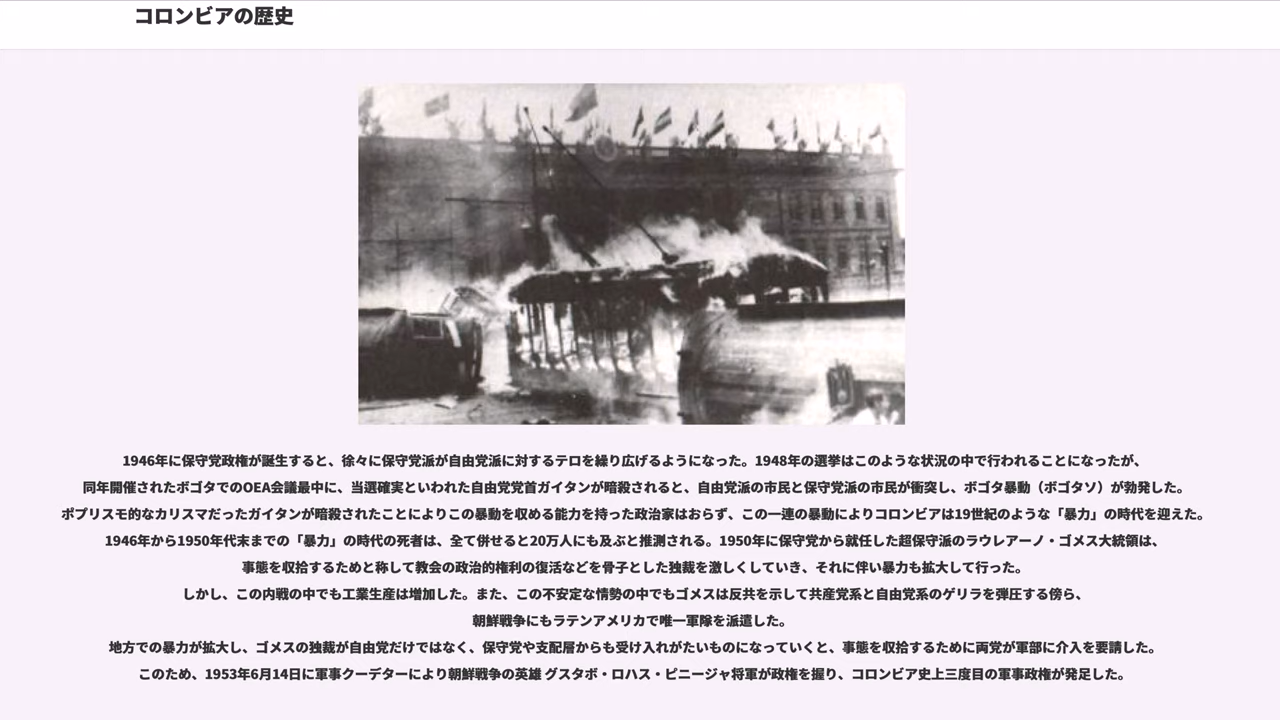 コロンビアの歴史
1946年に保守党政権が誕生すると、徐々に保守党派が自由党派に対するテロを繰り広げるようになった。1948年の選挙はこのような状況の中で行われることになったが、
同年開催されたボゴタでのOEA会議最中に、当選確実といわれた自由党党首ガイタンが暗殺されると、自由党派の市民と保守党派の市民が衝突し、ボゴタ暴動（ボゴタソ）が勃発した。
ポプリスモ的なカリスマだったガイタンが暗殺されたことによりこの暴動を収める能力を持った政治家はおらず、この一連の暴動によりコロンビアは19世紀のような「暴力」の時代を迎えた。
1946年から1950年代末までの「暴力」の時代の死者は、全て併せると20万人にも及ぶと推測される。1950年に保守党から就任した超保守派のラウレアーノ・ゴメス大統領は、
事態を収拾するためと称して教会の政治的権利の復活などを骨子とした独裁を激しくしていき、それに伴い暴力も拡大して行った。
しかし、この内戦の中でも工業生産は増加した。また、この不安定な情勢の中でもゴメスは反共を示して共産党系と自由党系のゲリラを弾圧する傍ら、
朝鮮戦争にもラテンアメリカで唯一軍隊を派遣した。
地方での暴力が拡大し、ゴメスの独裁が自由党だけではなく、保守党や支配層からも受け入れがたいものになっていくと、事態を収拾するために両党が軍部に介入を要請した。
このため、1953年6月14日に軍事クーデターにより朝鮮戦争の英雄 グスタボ・ロハス・ピニージャ将軍が政権を握り、コロンビア史上三度目の軍事政権が発足した。